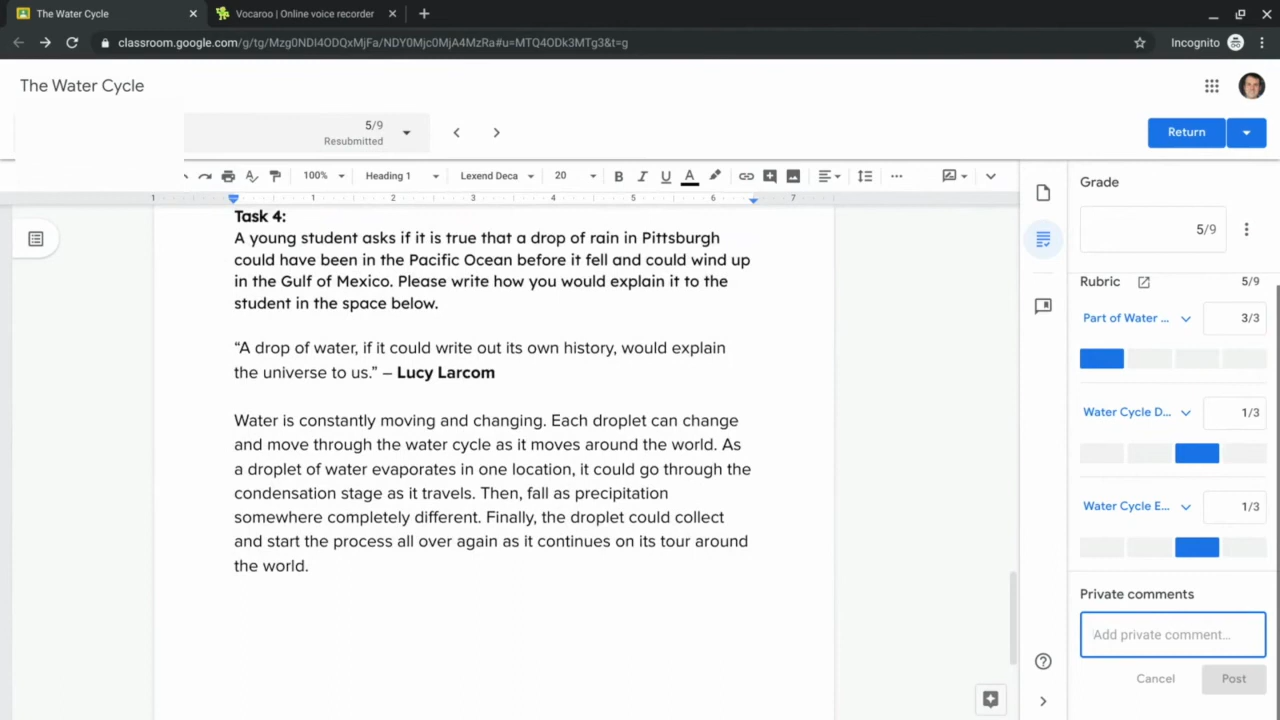 The Water Cycle
Vocaroo | Online voice recorder
classroom.google.com/g/tg/Mzg0NDI4ODQxMjFa/NDY0Mjc0MjA4MzRa#u=MTQ4ODk3MTg3&t=g
Incognito
The Water Cycle
5/9
Resubmitted
Return
100%
Heading 1
Lexend Deca
20
B I U A
1 1 2 3 4 5 6 7
Grade
5/9
Task 4:
A young student asks if it is true that a drop of rain in Pittsburgh
could have been in the Pacific Ocean before it fell and could wind up
in the Gulf of Mexico. Please write how you would explain it to the
student in the space below.
“A drop of water, if it could write out its own history, would explain
the universe to us.” – Lucy Larcom
Water is constantly moving and changing. Each droplet can change
and move through the water cycle as it moves around the world. As
a droplet of water evaporates in one location, it could go through the
condensation stage as it travels. Then, fall as precipitation
somewhere completely different. Finally, the droplet could collect
and start the process all over again as it continues on its tour around
the world.
Rubric 5/9
Part of Water ... 3/3
Water Cycle D... 1/3
Water Cycle E... 1/3
Private comments
Add private comment...
Cancel Post